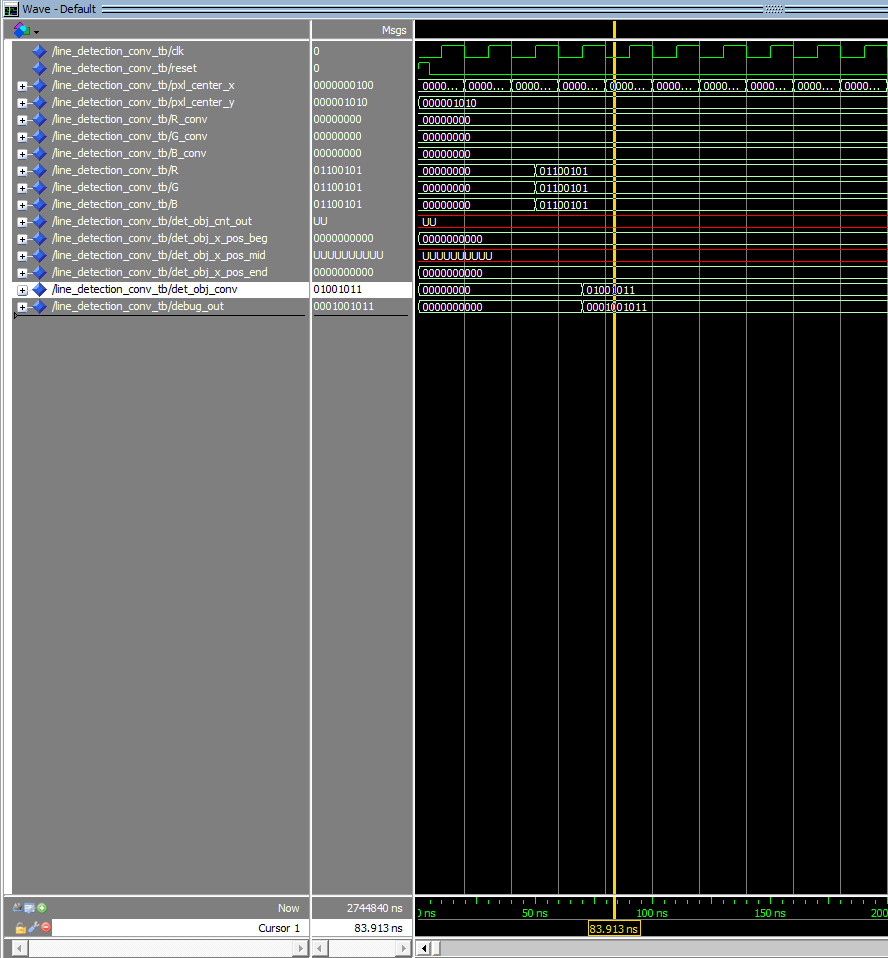 Wave - Default
Msgs
/line_detection_conv_tb/clk 0
/line_detection_conv_tb/reset 0
/line_detection_conv_tb/pxl_center_x 0000000100 0000... 0000... 0000... 0000... 0000... 0000... 0000... 0000... 0000... 0000...
/line_detection_conv_tb/pxl_center_y 000001010 000001010
/line_detection_conv_tb/R_conv 00000000 00000000
/line_detection_conv_tb/G_conv 00000000 00000000
/line_detection_conv_tb/B_conv 00000000 00000000
/line_detection_conv_tb/R 01100101 00000000 01100101
/line_detection_conv_tb/G 01100101 00000000 01100101
/line_detection_conv_tb/B 01100101 00000000 01100101
/line_detection_conv_tb/det_obj_cnt_out UU UU
/line_detection_conv_tb/det_obj_x_pos_beg 0000000000 0000000000
/line_detection_conv_tb/det_obj_x_pos_mid UUUUUUUUUU UUUUUUUUUU
/line_detection_conv_tb/det_obj_x_pos_end 0000000000 0000000000
/line_detection_conv_tb/det_obj_conv 01001011 00000000 01001011
/line_detection_conv_tb/debug_out 0001001011 0000000000 0001001011
Now 2744840 ns ns 50 ns 100 ns 150 ns 200
Cursor 1 83.913 ns 83.913 ns